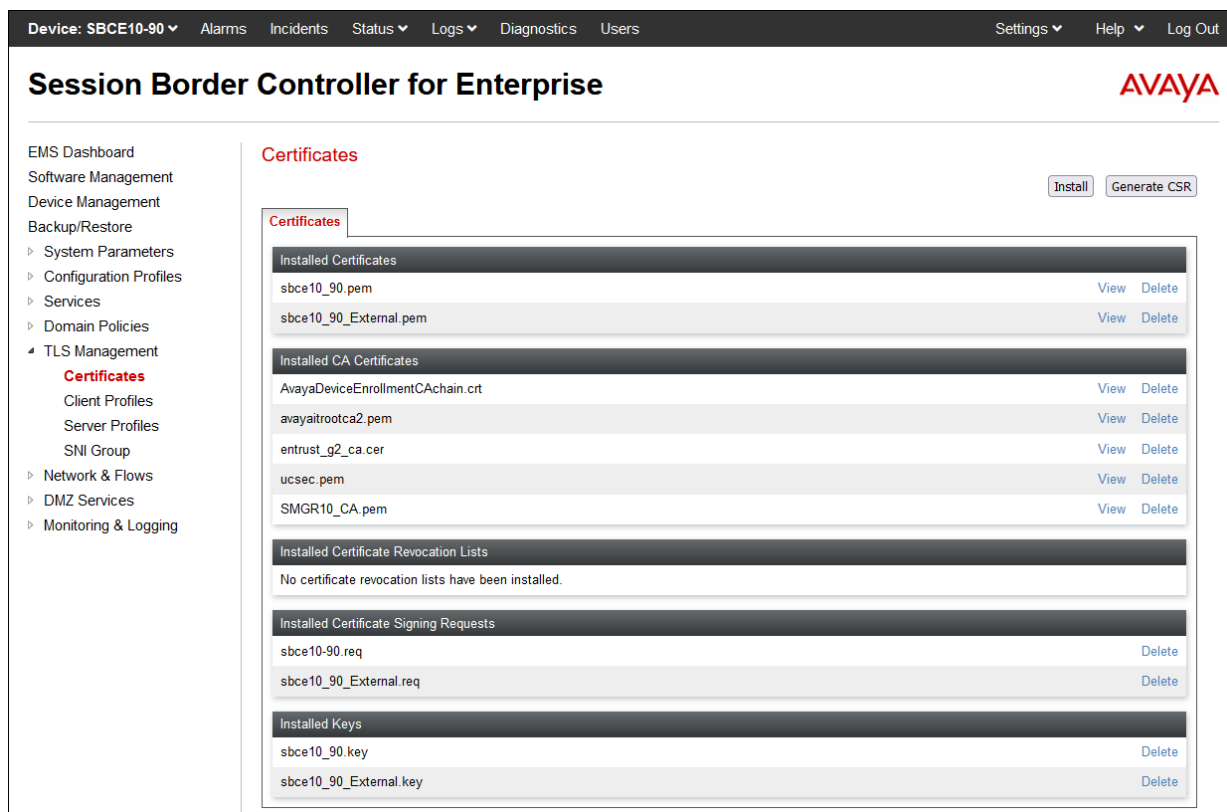 Device: SBCE10-90 Alarms Incidents Status Logs Diagnostics Users Settings Help Log Out
Session Border Controller for Enterprise
AVAYA
EMS Dashboard
Software Management
Device Management
Backup/Restore
System Parameters
Configuration Profiles
Services
Domain Policies
TLS Management
Certificates
Client Profiles
Server Profiles
SNI Group
Network & Flows
DMZ Services
Monitoring & Logging
Certificates
Install Generate CSR
Certificates
Installed Certificates
sbce10_90.pem View Delete
sbce10_90_External.pem View Delete
Installed CA Certificates
AvayaDeviceEnrollmentCAchain.crt View Delete
avayaitrootca2.pem View Delete
entrust_g2_ca.cer View Delete
ucsec.pem View Delete
SMGR10_CA.pem View Delete
Installed Certificate Revocation Lists
No certificate revocation lists have been installed.
Installed Certificate Signing Requests
sbce10-90.req Delete
sbce10_90_External.req Delete
Installed Keys
sbce10_90.key Delete
sbce10_90_External.key Delete